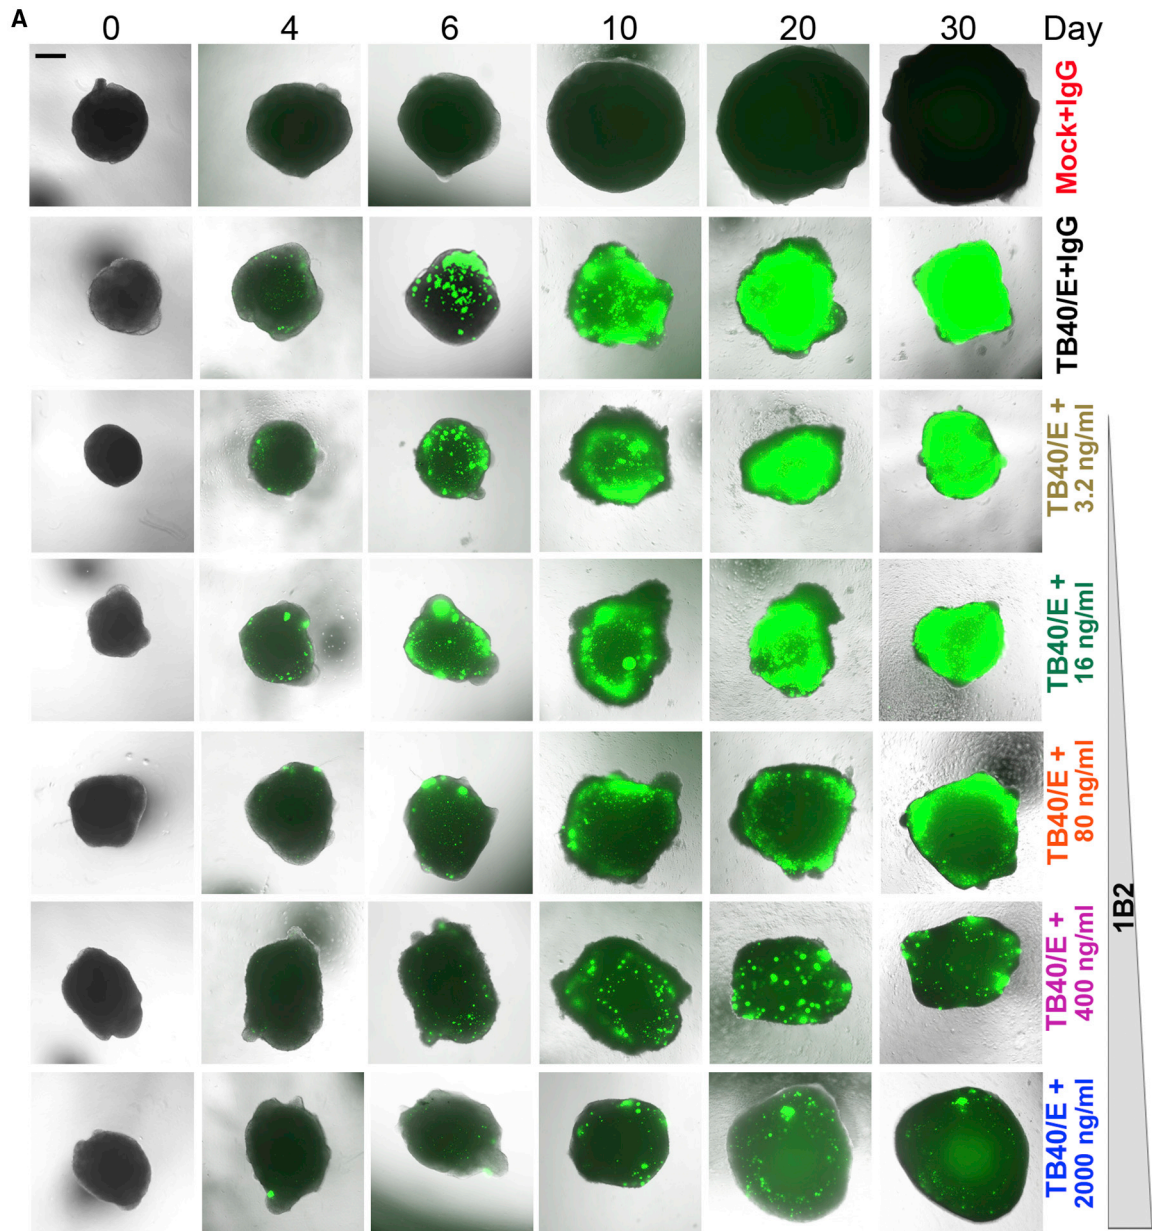 A
0 4 6 10 20 30 Day
Mock+IgG
TB40/E+IgG
TB40/E +
3.2 ng/ml
TB40/E +
16 ng/ml
TB40/E +
80 ng/ml
TB40/E +
400 ng/ml
TB40/E +
2000 ng/ml
1B2